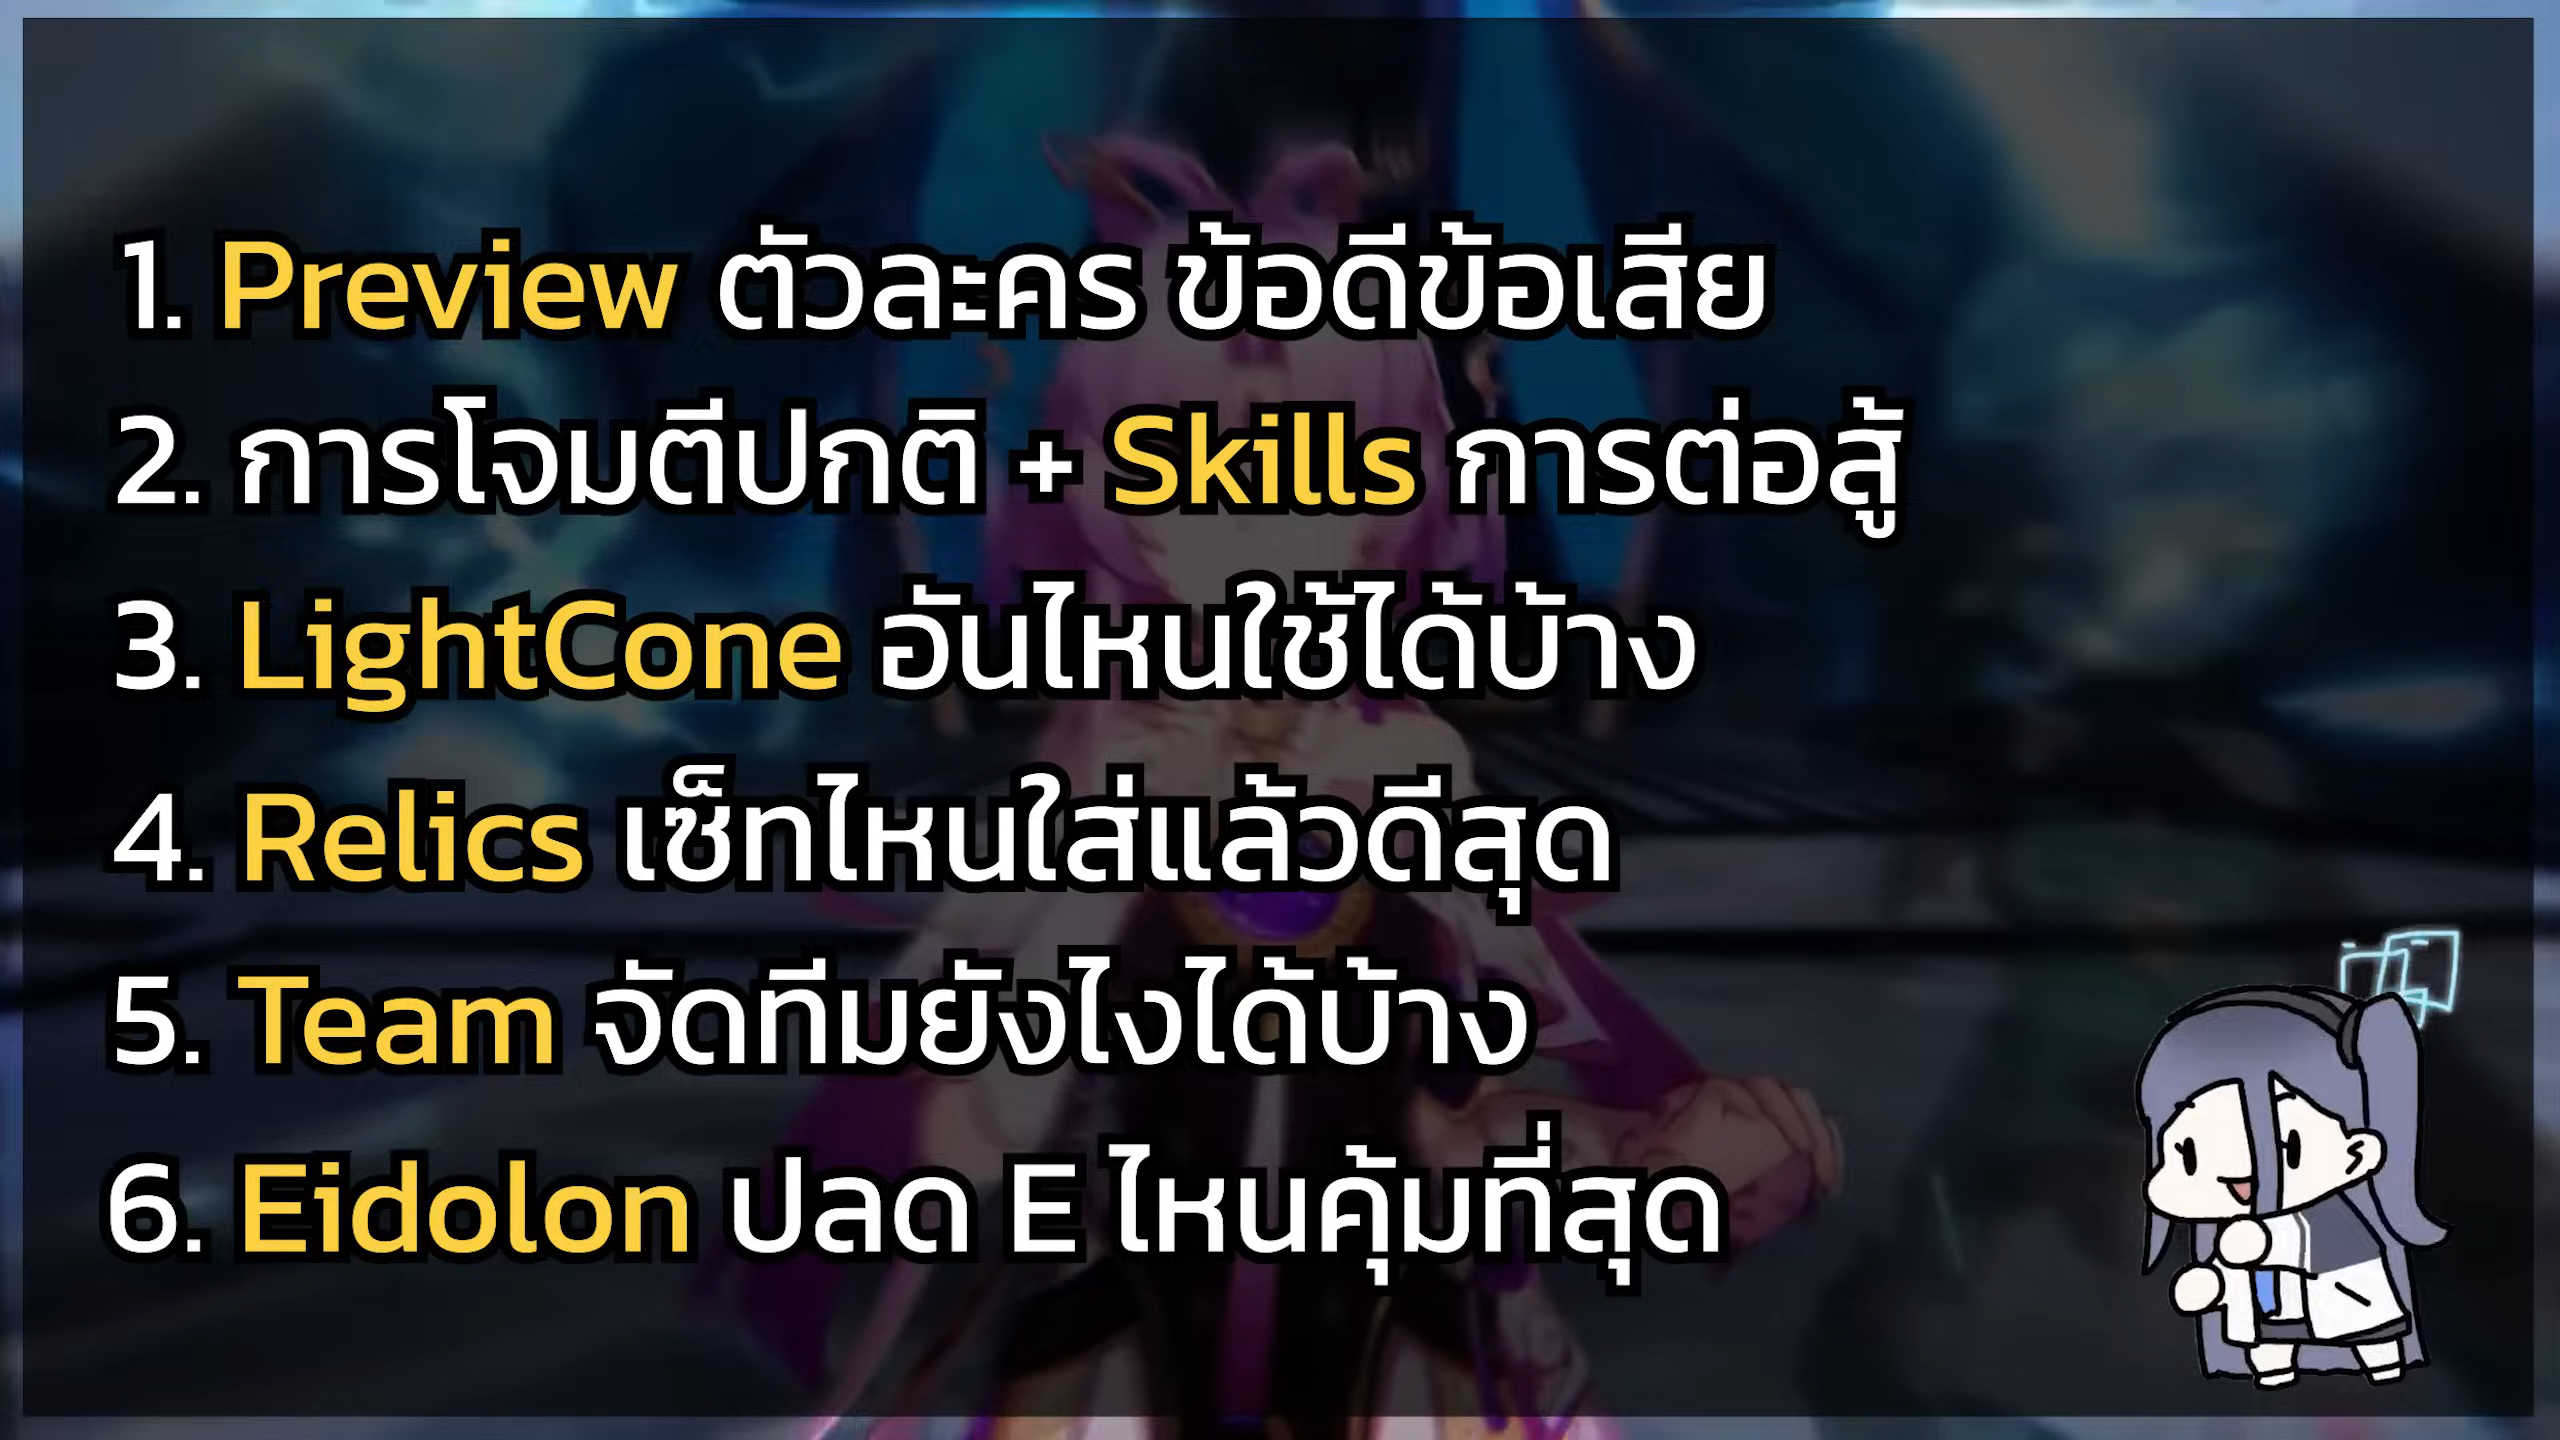 1. Preview ตัวละคร ข้อดีข้อเสีย
2. การโจมตีปกติ + Skills การต่อสู้
3. LightCone อันไหนใช้ได้บ้าง
4. Relics เซ็ทไหนใส่แล้วดีสุด
5. Team จัดทีมยังไงได้บ้าง
6. Eidolon ปลด E ไหนคุ้มที่สุด